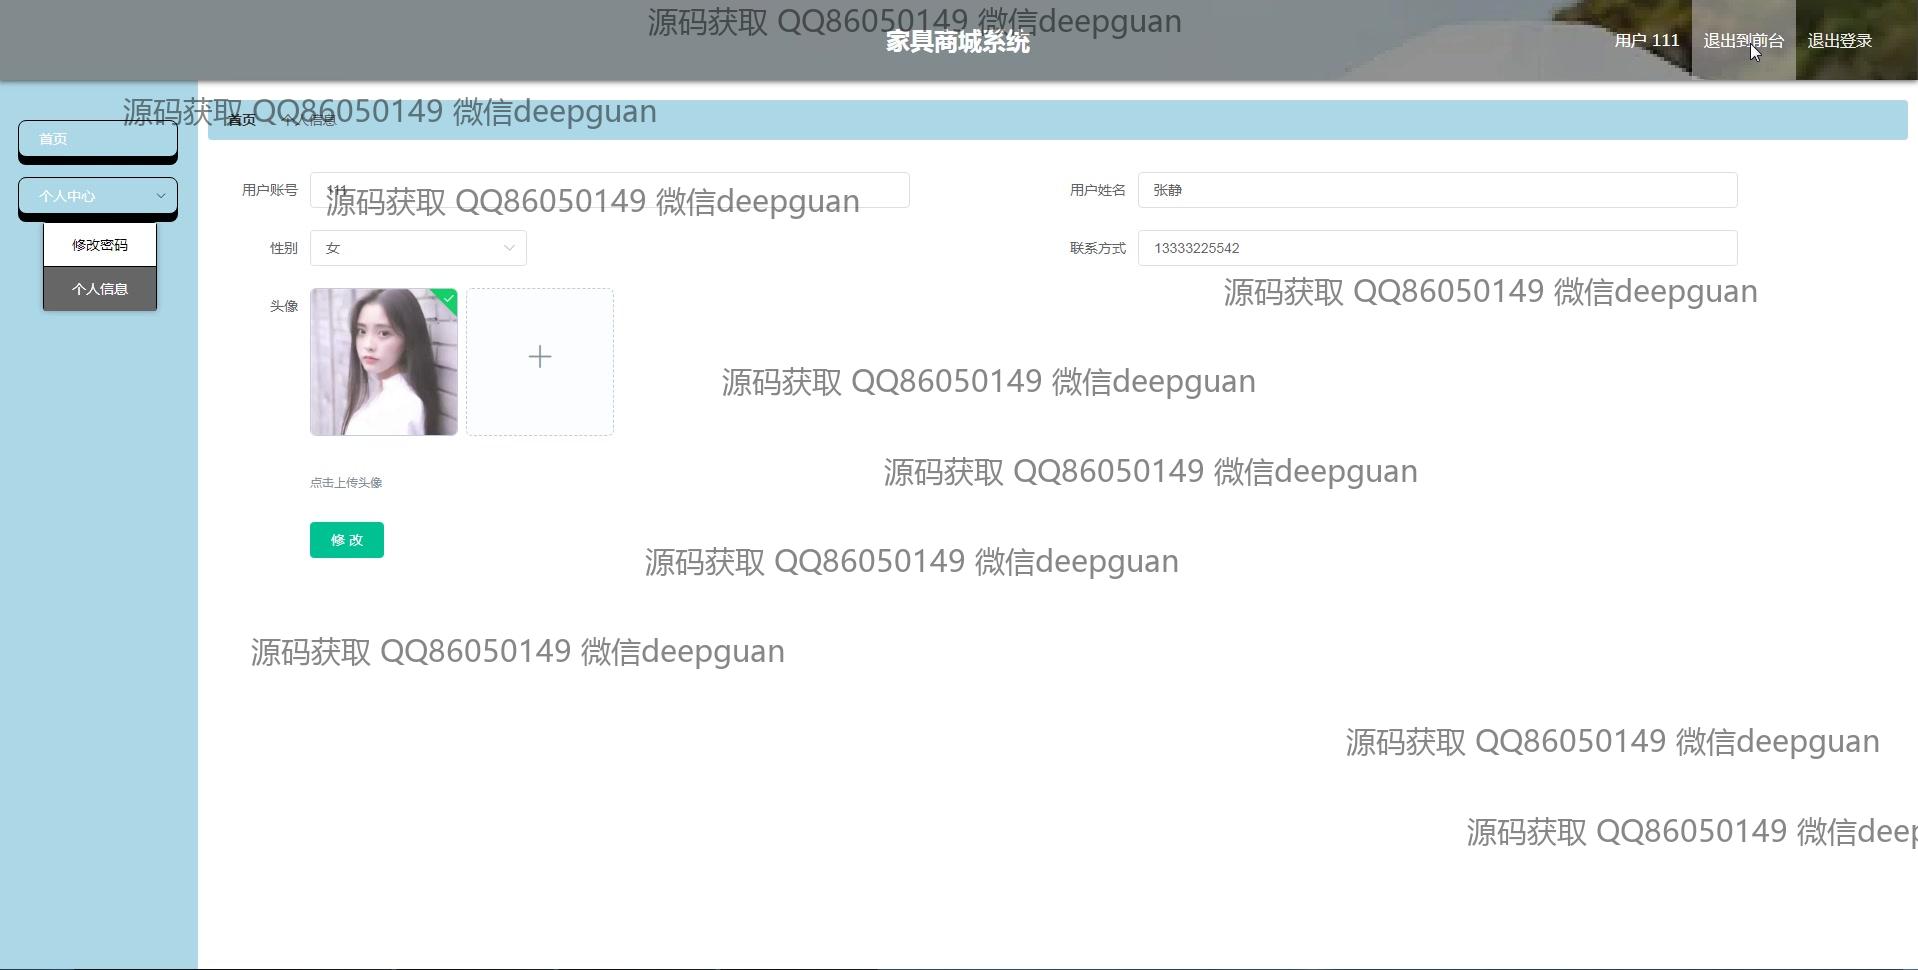 源码获取 QQ86050149 微信deepguan
家具商城系统
用户 111
退出到前台
退出登录
源码获取 QQ86050149 微信deepguan
首页
个人信息
首页
个人中心
修改密码
个人信息
用户账号
111
源码获取 QQ86050149 微信deepguan
用户姓名
张静
性别
女
联系方式
13333225542
源码获取 QQ86050149 微信deepguan
头像
源码获取 QQ86050149 微信deepguan
源码获取 QQ86050149 微信deepguan
点击上传头像
修 改
源码获取 QQ86050149 微信deepguan
源码获取 QQ86050149 微信deepguan
源码获取 QQ86050149 微信deepguan
源码获取 QQ86050149 微信deep